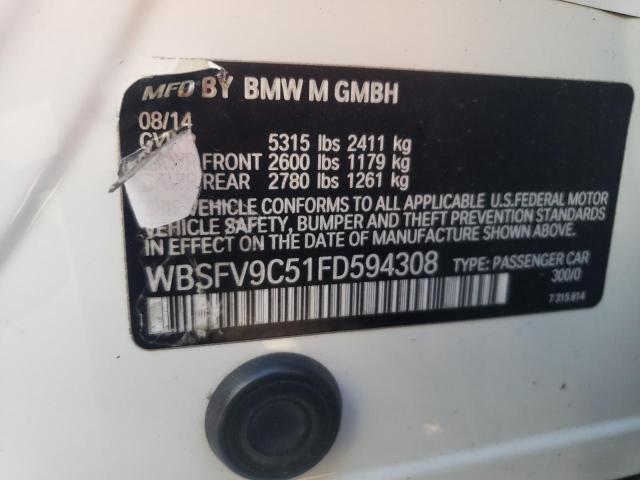 MFD BY BMW M GMBH
08/14
GV 5315 lbs 2411 kg
FRONT 2600 lbs 1179 kg
REAR 2780 lbs 1261 kg
THIS VEHICLE CONFORMS TO ALL APPLICABLE U.S.FEDERAL MOTOR
VEHICLE SAFETY, BUMPER AND THEFT PREVENTION STANDARDS
IN EFFECT ON THE DATE OF MANUFACTURE SHOWN ABOVE.
WBSFV9C51FD594308 TYPE: PASSENGER CAR
300/0
7315814